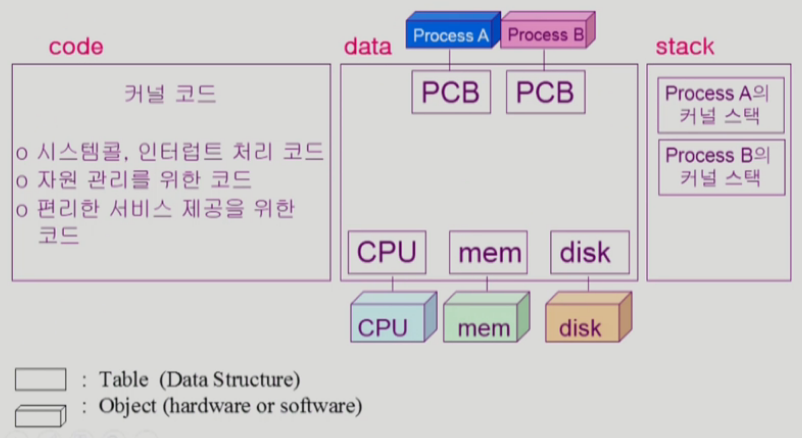 code
data
Process A
Process B
stack
커널 코드
o 시스템콜, 인터럽트 처리 코드
o 자원 관리를 위한 코드
o 편리한 서비스 제공을 위한
코드
PCB
PCB
CPU
mem
disk
CPU
mem
disk
Process A의
커널 스택
Process B의
커널 스택
: Table (Data Structure)
: Object (hardware or software)